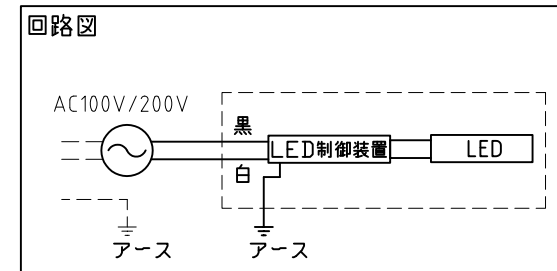 回路図
AC100V/200V
黒
LED制御装置
LED
白
アース
アース